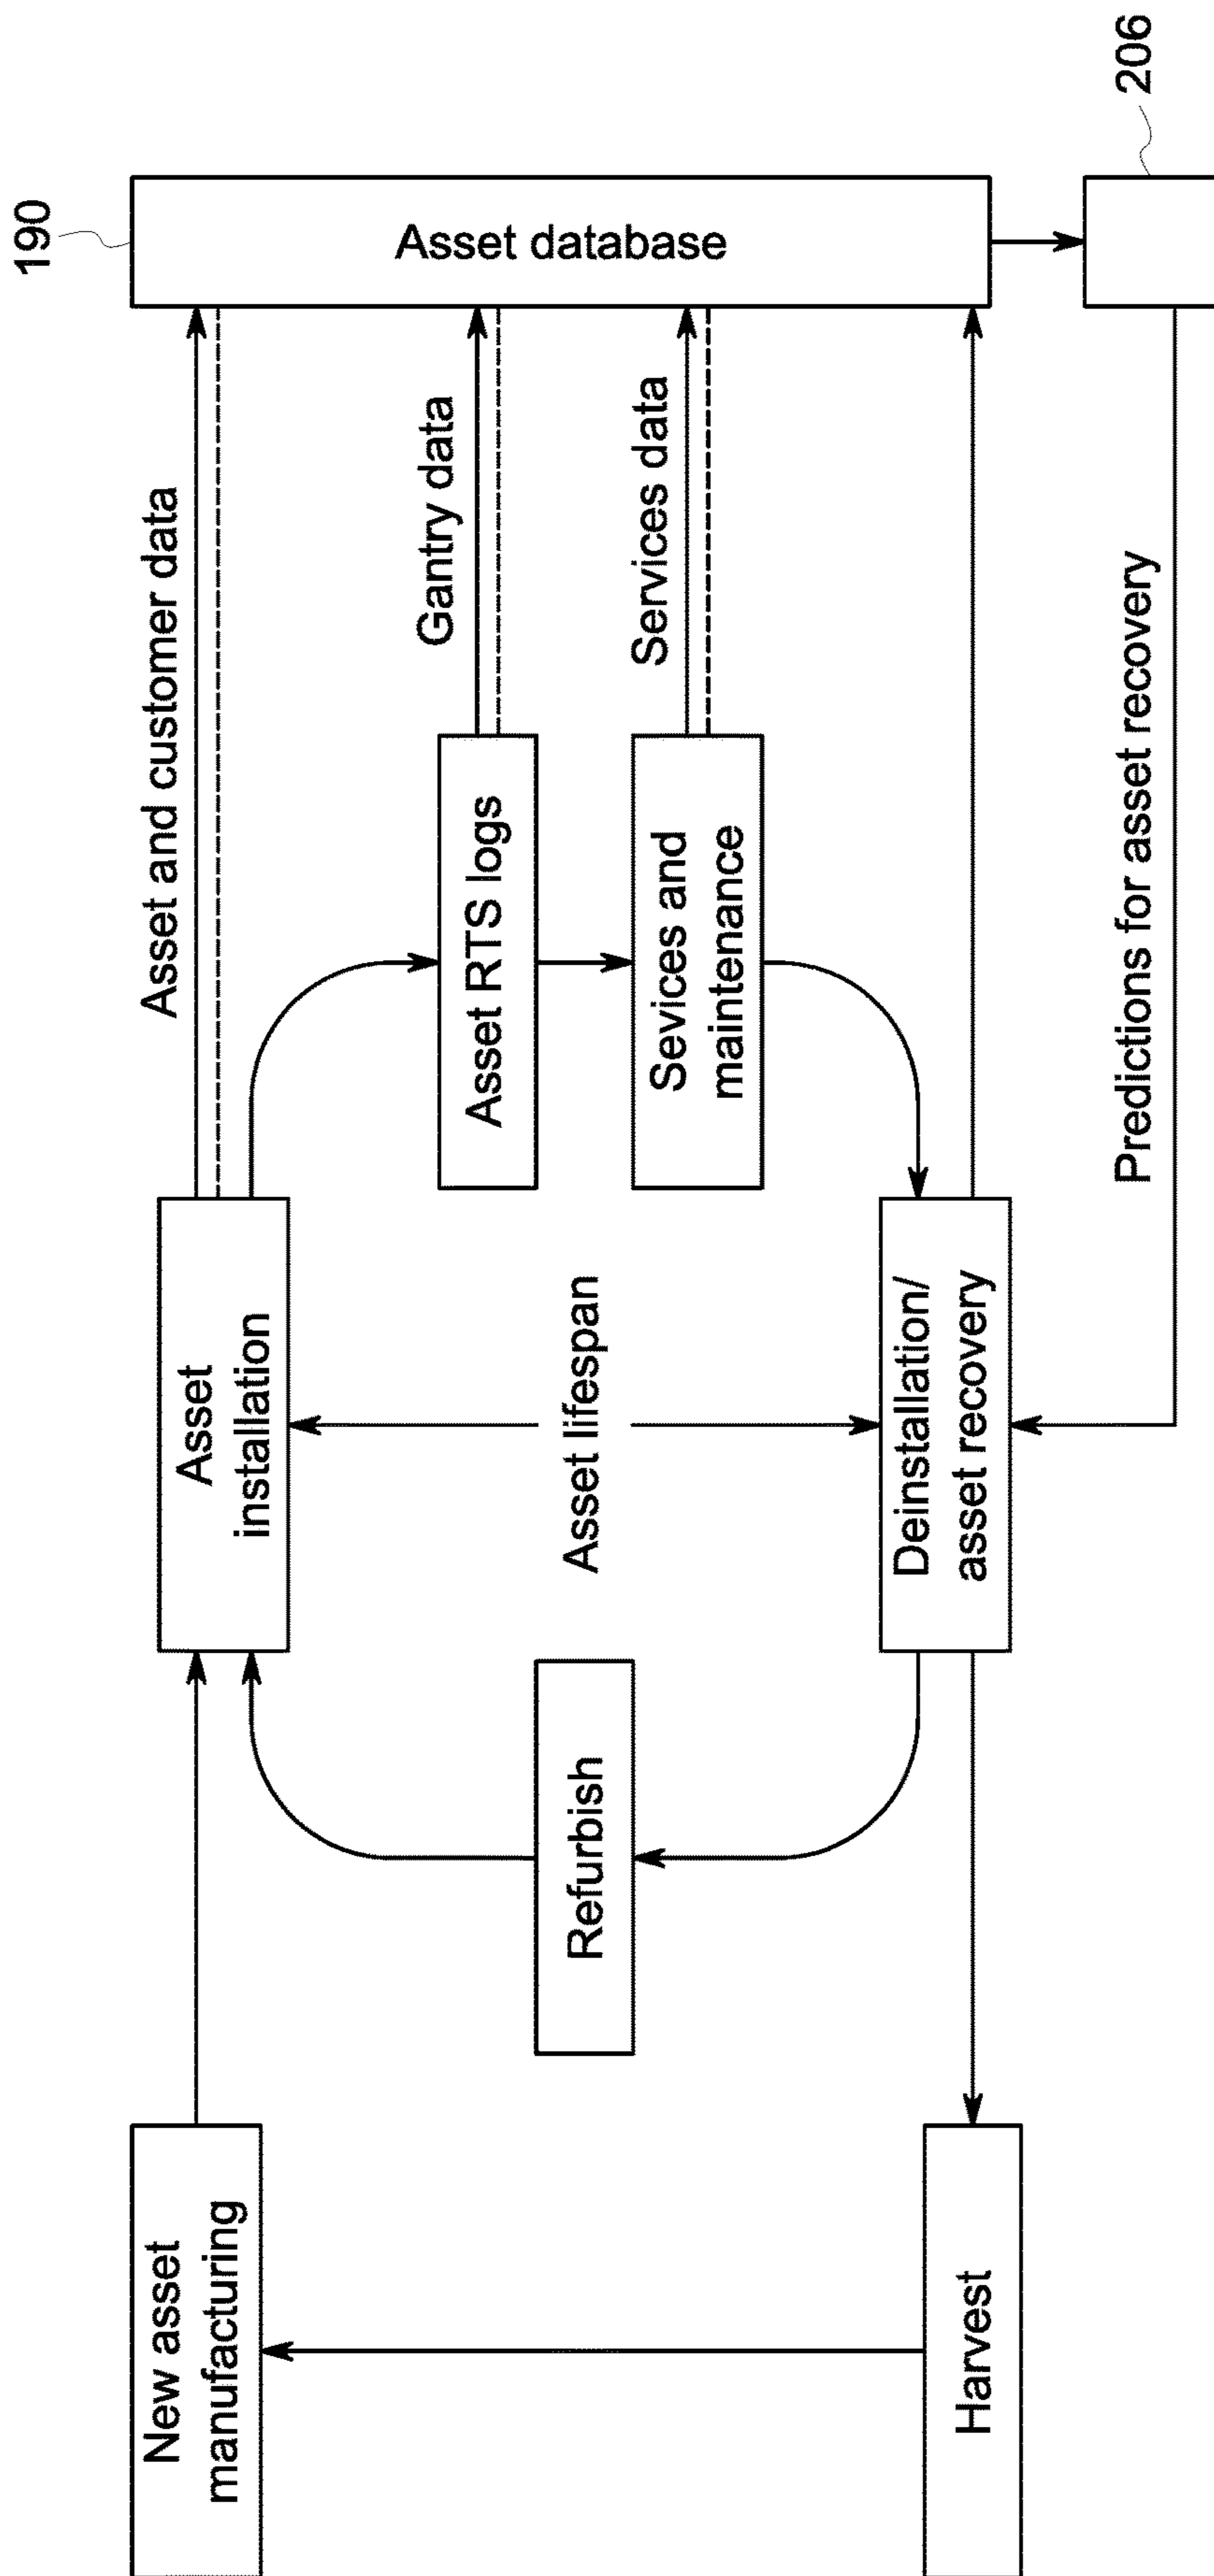 New asset
manufacturing
Asset
installation
Asset and customer data
190
Asset database
Refurbish
Asset lifespan
Asset RTS logs
Gantry data
Sevices and
maintenance
Services data
Harvest
Deinstallation/
asset recovery
Predictions for asset recovery
206